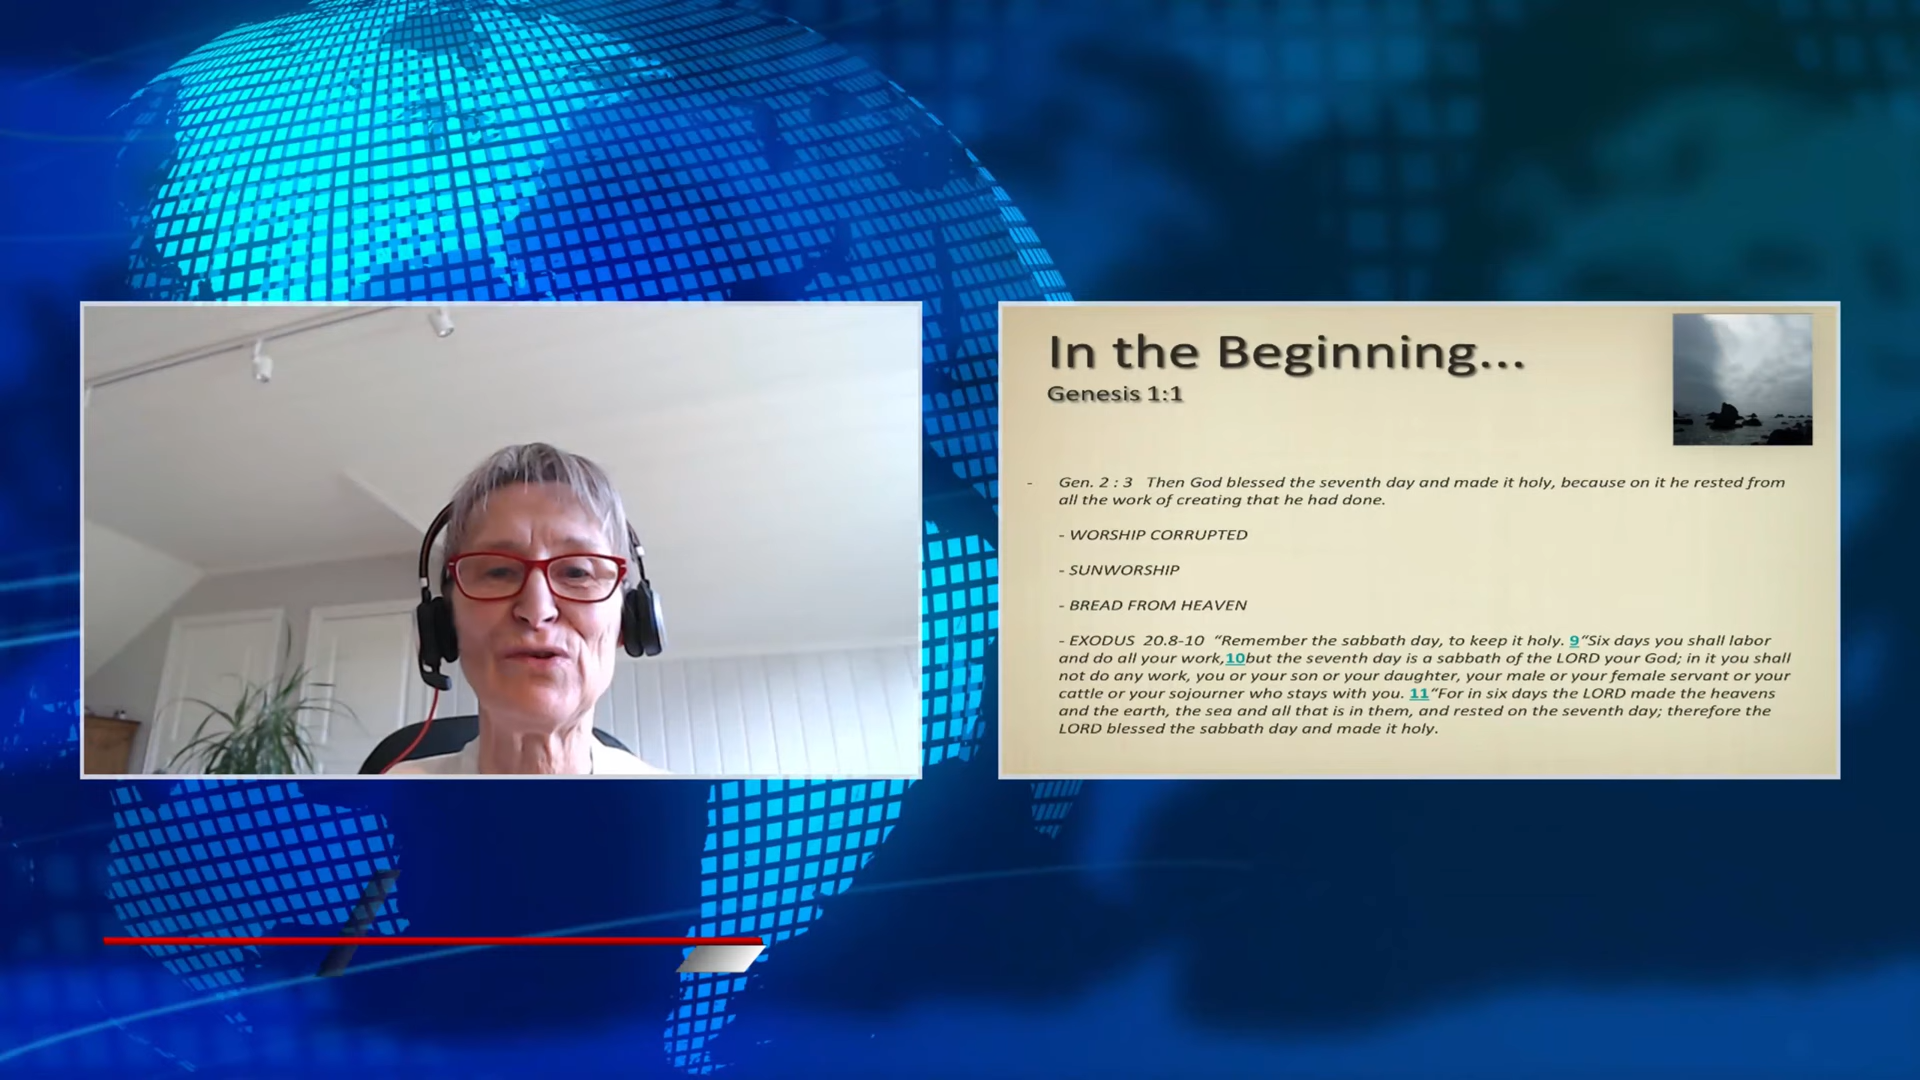 In the Beginning...
Genesis 1:1
- Gen. 2 : 3 Then God blessed the seventh day and made it holy, because on it he rested from
all the work of creating that he had done.
- WORSHIP CORRUPTED
- SUNWORSHIP
- BREAD FROM HEAVEN
- EXODUS 20.8-10 “Remember the sabbath day, to keep it holy. 9“Six days you shall labor
and do all your work,10but the seventh day is a sabbath of the LORD your God; in it you shall
not do any work, you or your son or your daughter, your male or your female servant or your
cattle or your sojourner who stays with you. 11“For in six days the LORD made the heavens
and the earth, the sea and all that is in them, and rested on the seventh day; therefore the
LORD blessed the sabbath day and made it holy.